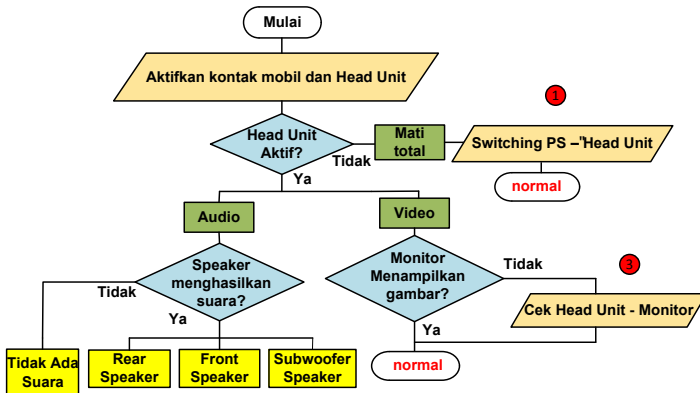 Mulai
Aktifkan kontak mobil dan Head Unit
1
Head Unit
Aktif?
Tidak
Mati
total
Switching PS –"Head Unit
normal
Ya
Audio
Video
Speaker
menghasilkan
suara?
Tidak
Ya
Monitor
Menampilkan
gambar?
Tidak
3
Ya
Cek Head Unit - Monitor
Tidak Ada
Suara
Rear
Speaker
Front
Speaker
Subwoofer
Speaker
normal